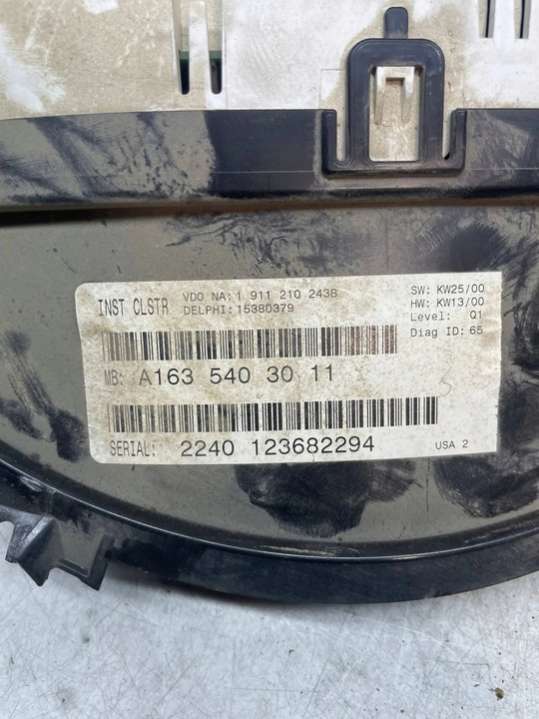 INST CLSTR
VDO NA: 1 911 210 243B
DELPHI: 15380379
SW: KW25/00
HW: KW13/00
Level: Q1
Diag ID: 65
MB: A163 540 30 11
SERIAL: 2240 123682294
USA 2